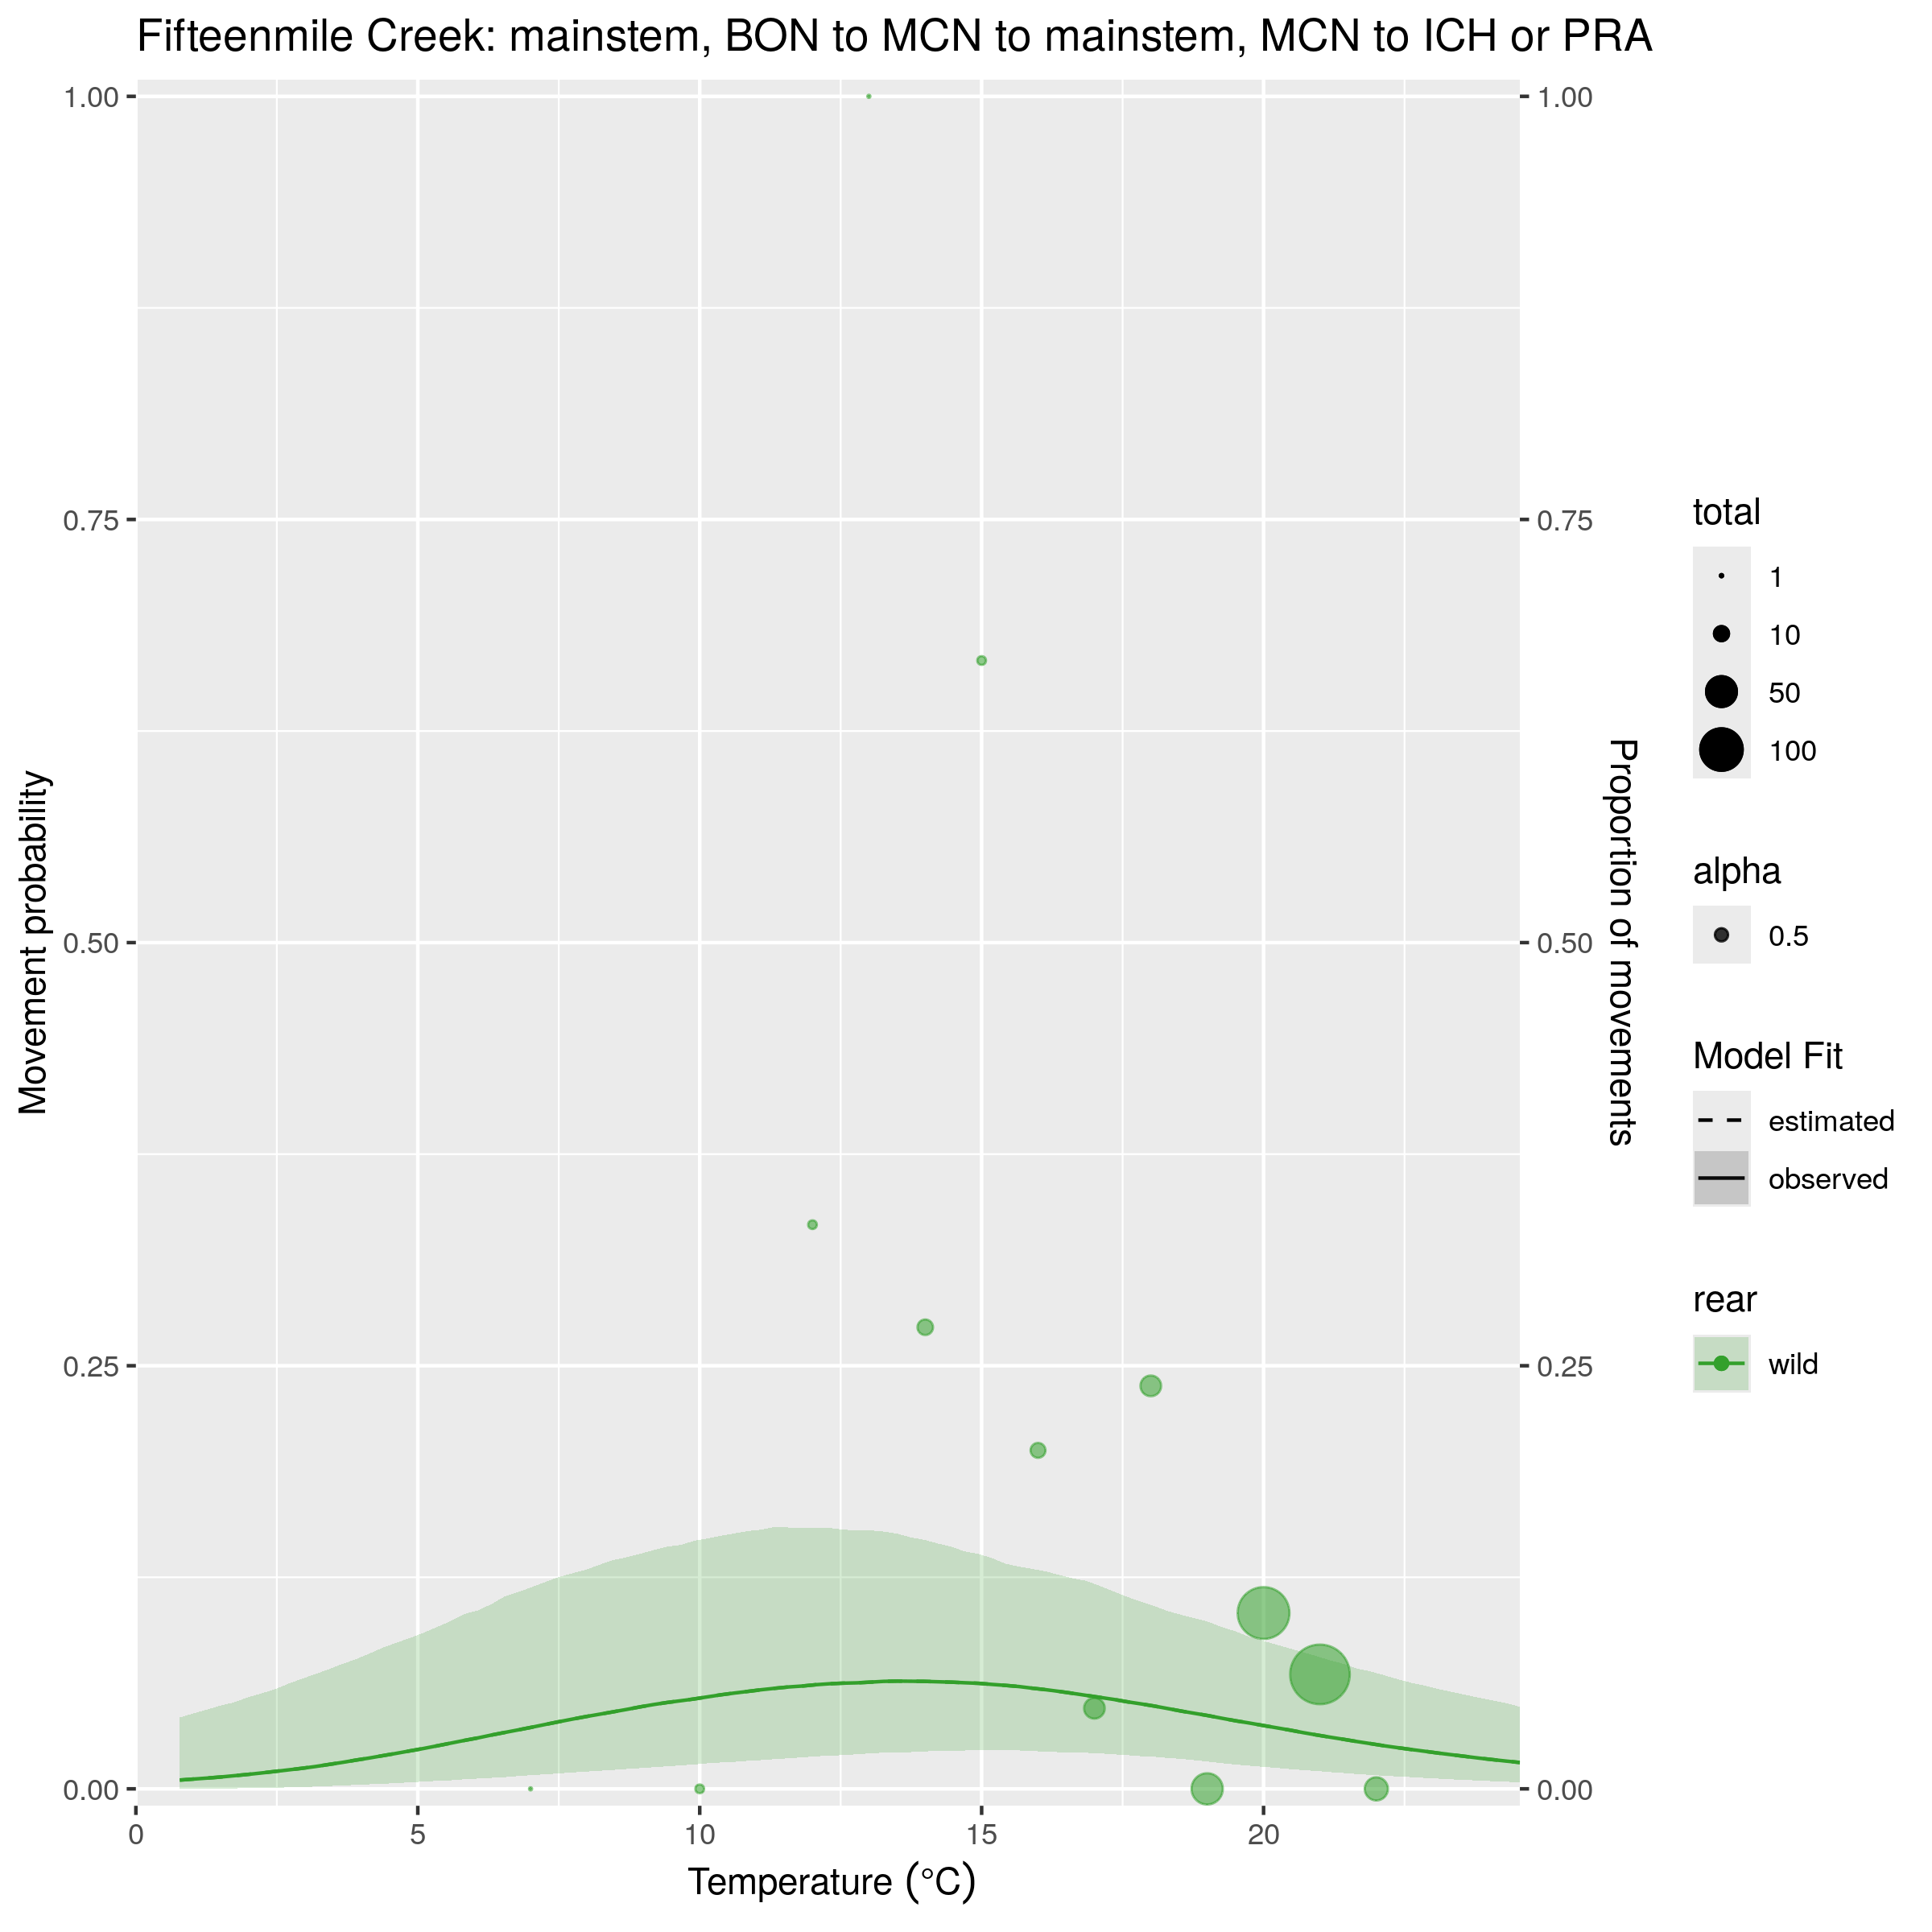 Fifteenmile Creek: mainstem, BON to MCN to mainstem, MCN to ICH or PRA
1.00
0.75
0.50
0.25
0.00
Movement probability
1.00
0.75
0.50
0.25
0.00
Proportion of movements
0
5
10
15
20
Temperature (°C)
total
1
10
50
100
alpha
0.5
Model Fit
estimated
observed
rear
wild